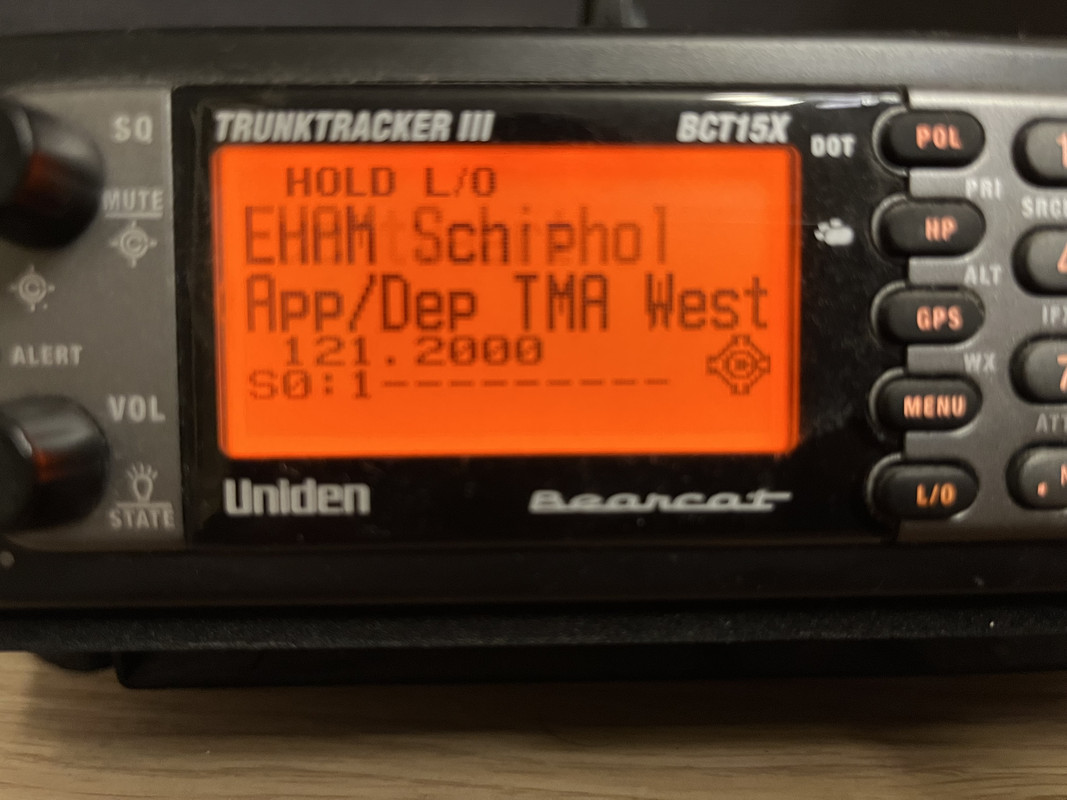 SQ
MUTE
ALERT
VOL
STATE
TRUNKTRACKER III BCT15X
HOLD L/O
EHAM Schiphol
App/Dep TMA West
121.2000
S0:1----------
Uniden Bearcat
DOT
POL
PRI
HP
ALT
GPS
WX
MENU
L/O